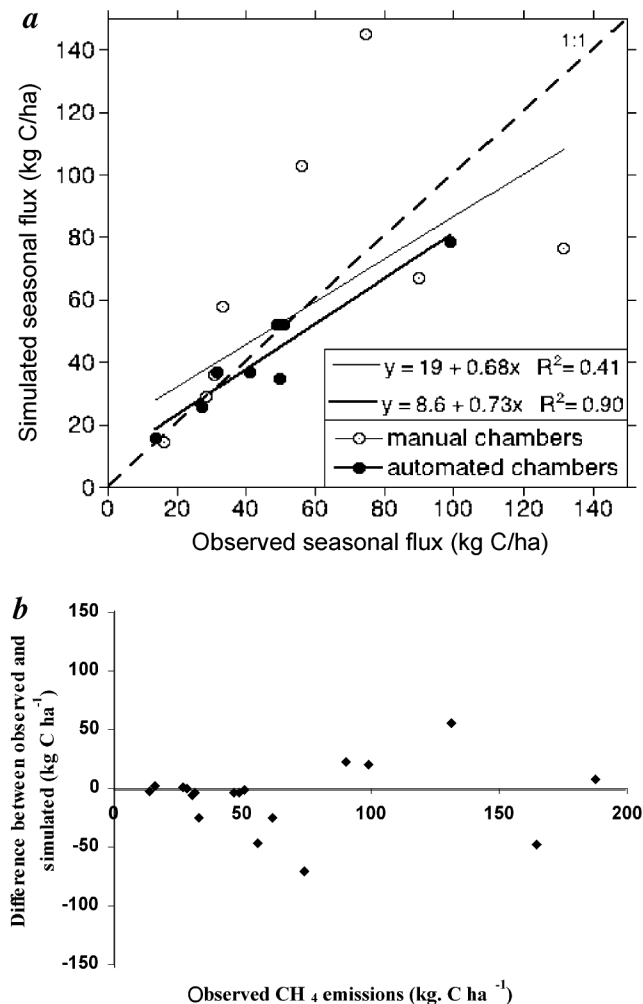 a
Simulated seasonal flux (kg C/ha)
140
120
100
80
60
40
20
0
1:1
y = 19 + 0.68x R² = 0.41
y = 8.6 + 0.73x R² = 0.90
manual chambers
automated chambers
0 20 40 60 80 100 120 140
Observed seasonal flux (kg C/ha)
b
Difference between observed and
simulated (kg C ha⁻¹)
150
100
50
0
-50
-100
-150
0 50 100 150 200
Observed CH₄ emissions (kg. C ha⁻¹)